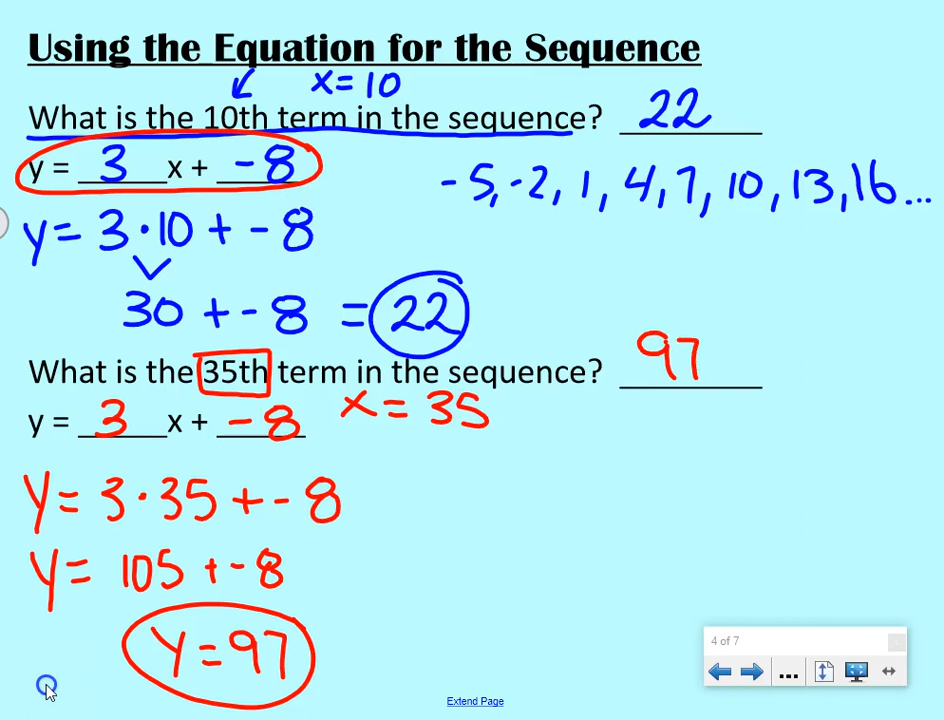 Using the Equation for the Sequence
x=10
What is the 10th term in the sequence? 22
y = 3 x + -8
-5, -2, 1, 4, 7, 10, 13, 16 ...
y = 3 · 10 + -8
30 + -8 = 22
What is the 35th term in the sequence? 97
y = 3 x + -8 x = 35
y = 3 · 35 + -8
y = 105 + -8
y = 97
4 of 7
...
Extend Page